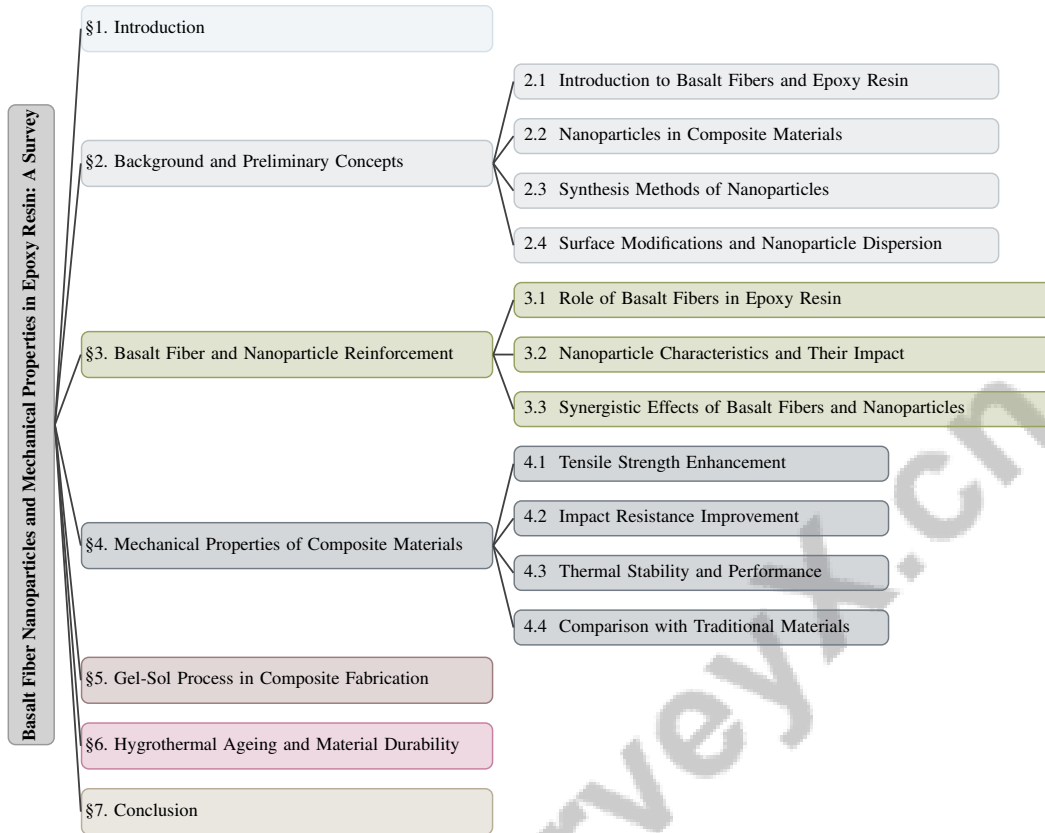 Basalt Fiber Nanoparticles and Mechanical Properties in Epoxy Resin: A Survey
§1. Introduction
§2. Background and Preliminary Concepts
2.1 Introduction to Basalt Fibers and Epoxy Resin
2.2 Nanoparticles in Composite Materials
2.3 Synthesis Methods of Nanoparticles
2.4 Surface Modifications and Nanoparticle Dispersion
§3. Basalt Fiber and Nanoparticle Reinforcement
3.1 Role of Basalt Fibers in Epoxy Resin
3.2 Nanoparticle Characteristics and Their Impact
3.3 Synergistic Effects of Basalt Fibers and Nanoparticles
§4. Mechanical Properties of Composite Materials
4.1 Tensile Strength Enhancement
4.2 Impact Resistance Improvement
4.3 Thermal Stability and Performance
4.4 Comparison with Traditional Materials
§5. Gel-Sol Process in Composite Fabrication
§6. Hygrothermal Ageing and Material Durability
§7. Conclusion
rveyX.cn